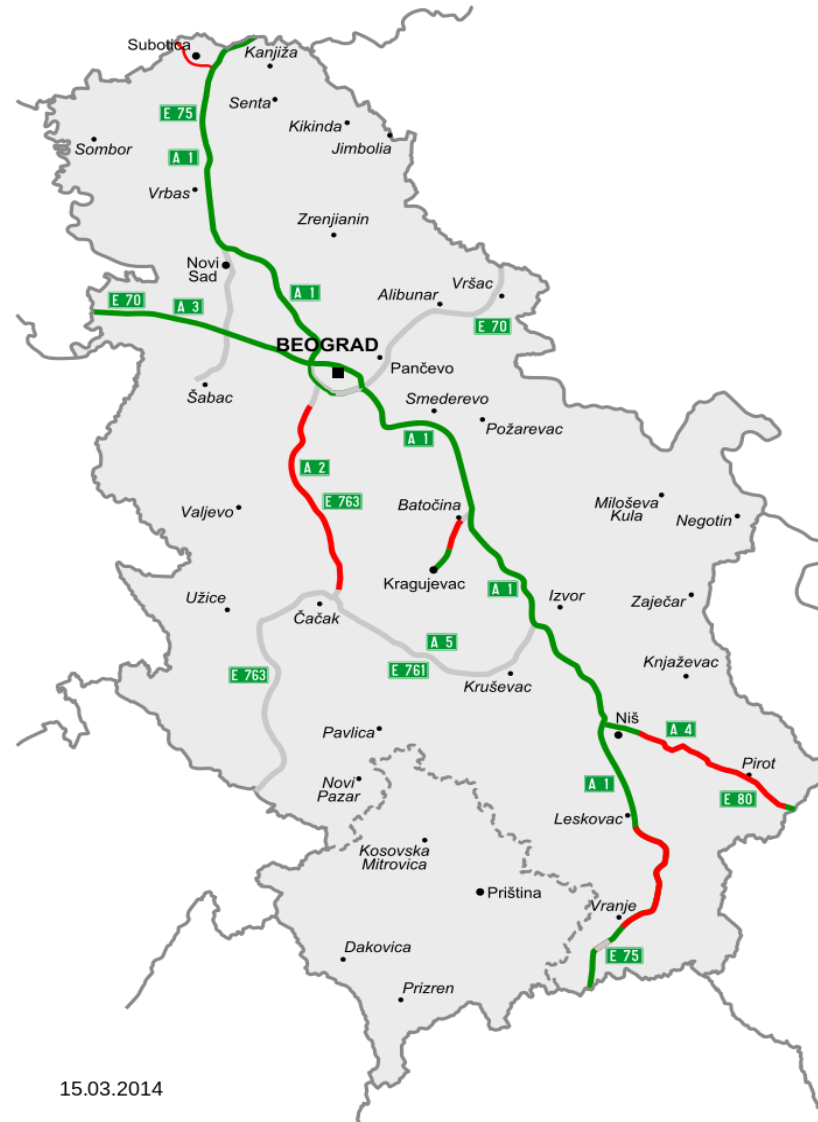 Subotica
Kanjiža
E 75
Senta
Kikinda
Jimbolia
Sombor
A 1
Vrbas
Zrenjianin
Novi
Sad
Vršac
Alibunar
E 70
A 3
A 1
E 70
BEOGRAD
Pančevo
Šabac
Smederevo
Požarevac
A 1
A 2
E 763
Batočina
Valjevo
Miloševa
Kula
Negotin
Kragujevac
A 1
Izvor
Užice
Čačak
Zaječar
A 5
E 761
E 763
Kruševac
Knjaževac
Niš
A 4
Pavlica
Pirot
Novi
Pazar
A 1
E 80
Leskovac
Kosovska
Mitrovica
Priština
Vranje
Dakovica
E 75
Prizren
15.03.2014